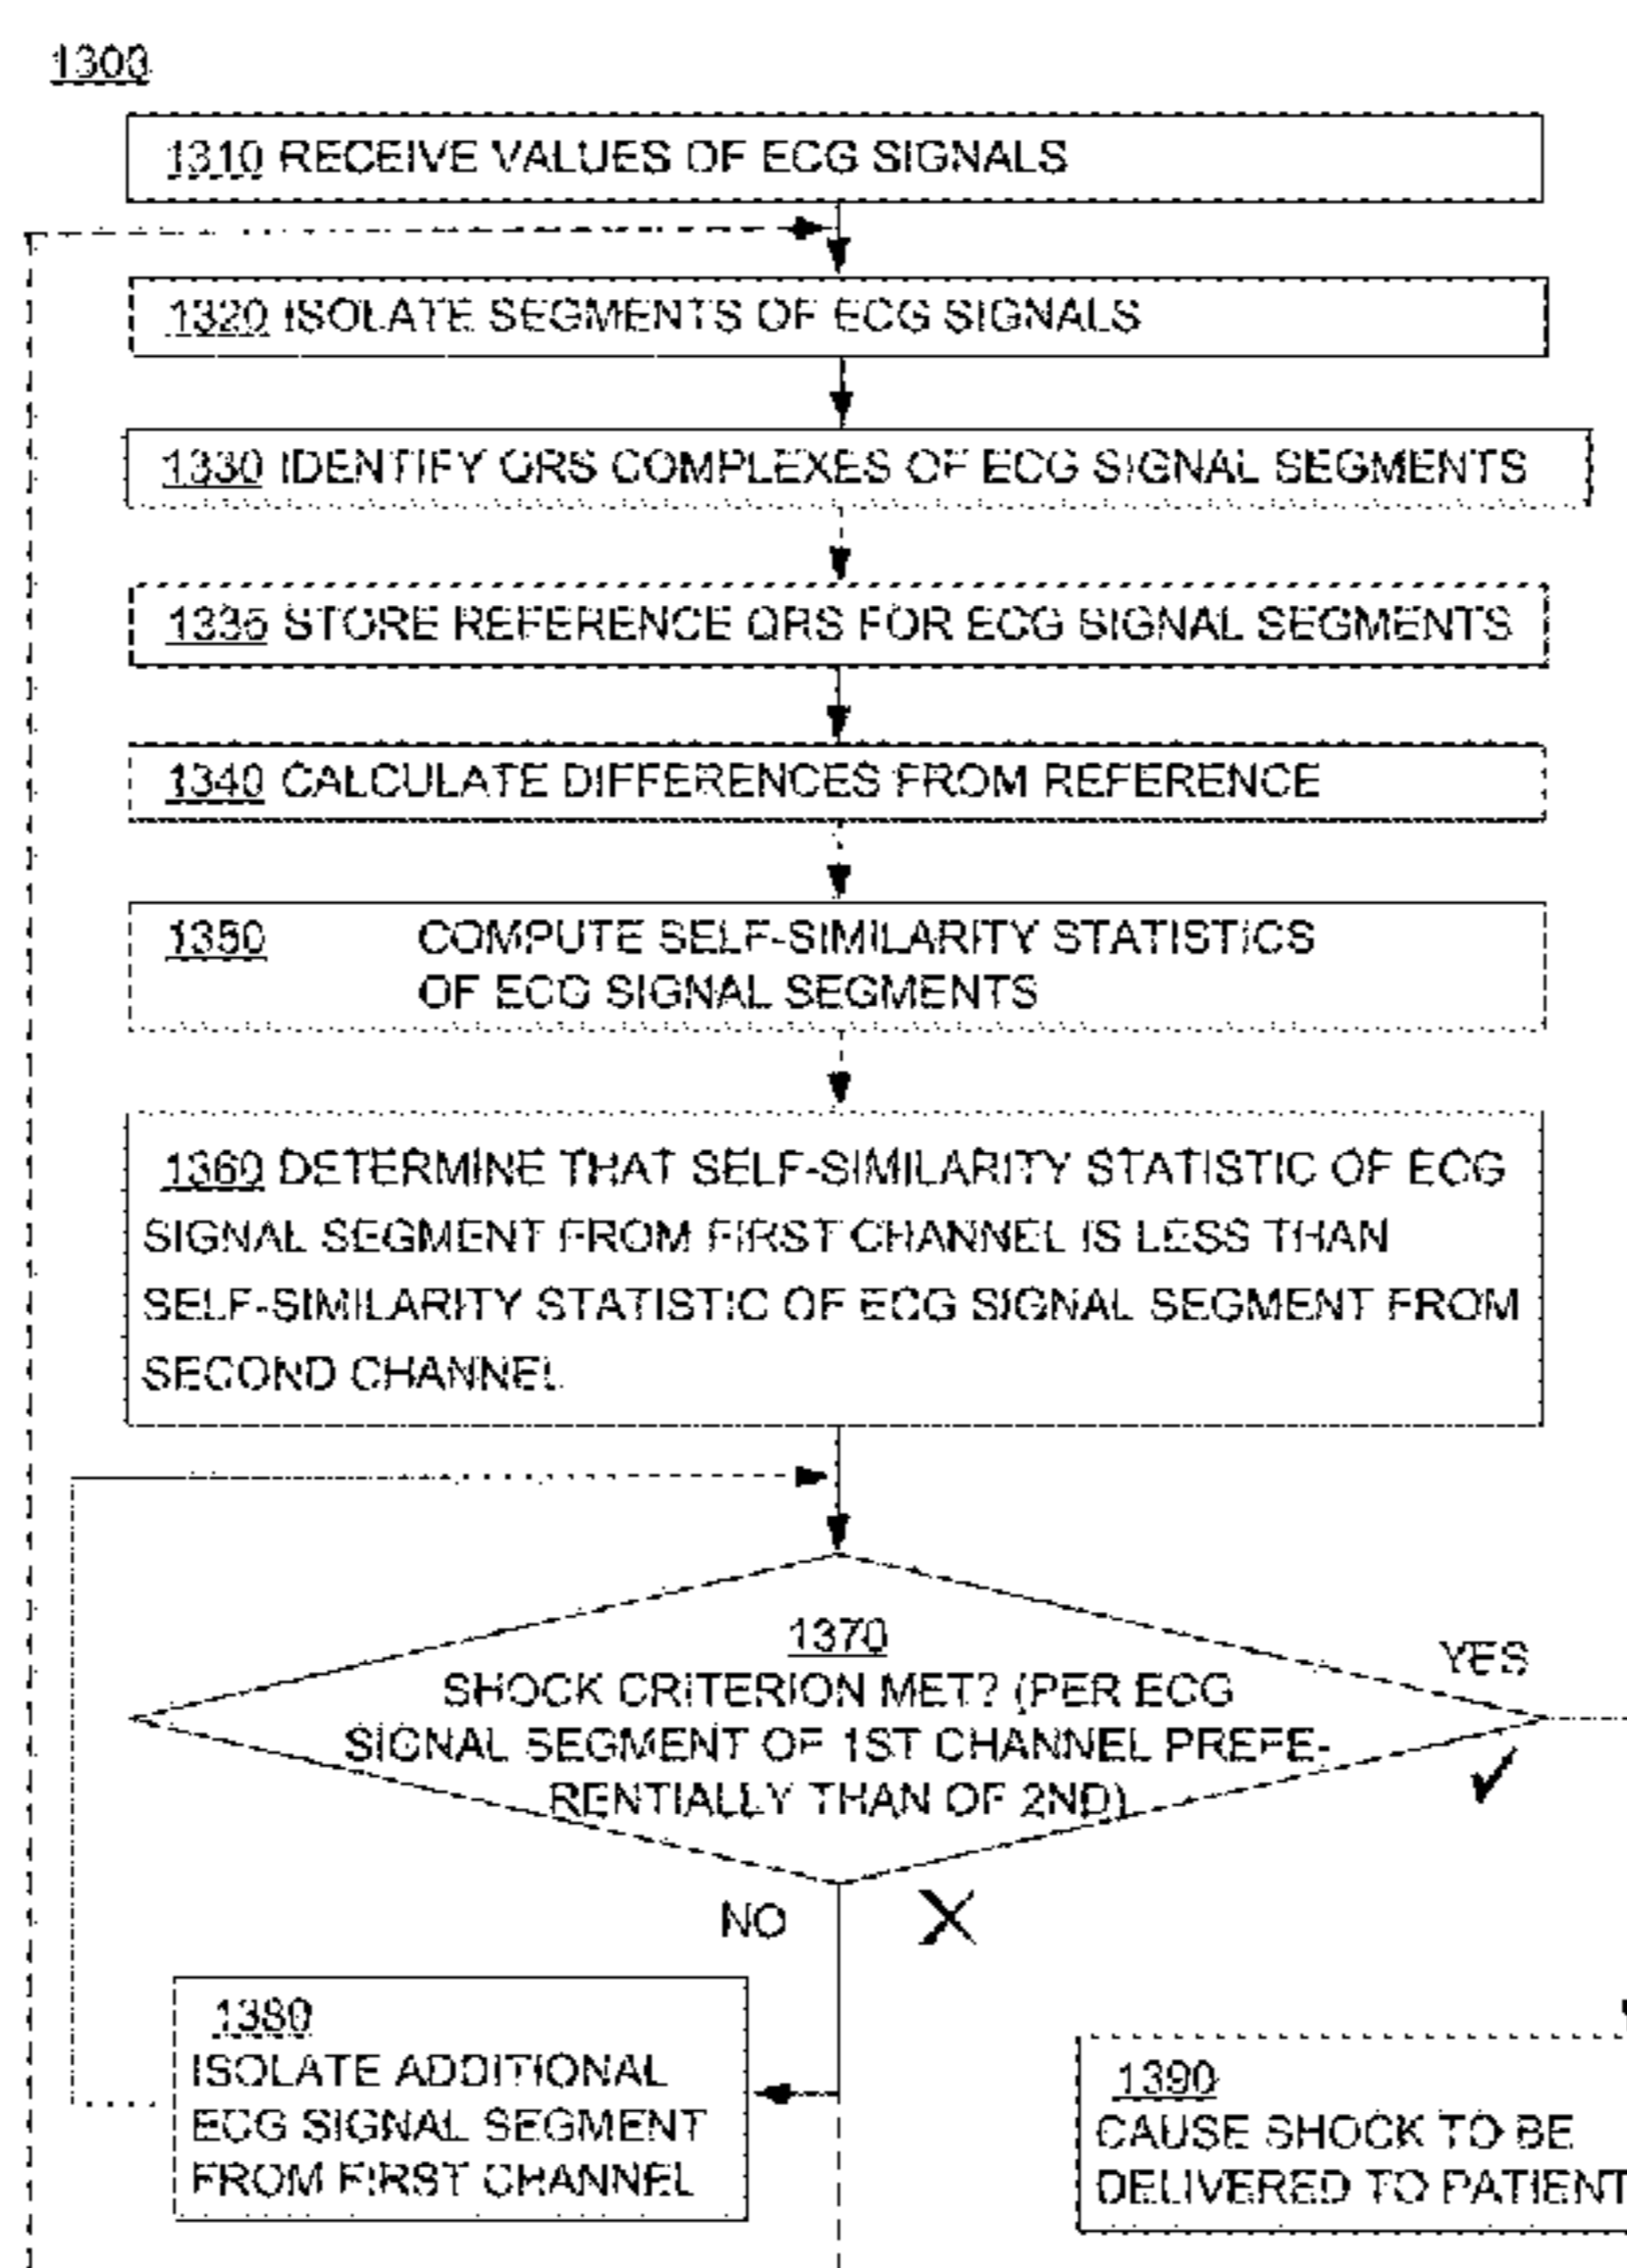 1300
1310 RECEIVE VALUES OF ECG SIGNALS
1320 ISOLATE SEGMENTS OF ECG SIGNALS
1330 IDENTIFY QRS COMPLEXES OF ECG SIGNAL SEGMENTS
1335 STORE REFERENCE QRS FOR ECG SIGNAL SEGMENTS
1340 CALCULATE DIFFERENCES FROM REFERENCE
1350 COMPUTE SELF-SIMILARITY STATISTICS
OF ECG SIGNAL SEGMENTS
1360 DETERMINE THAT SELF-SIMILARITY STATISTIC OF ECG
SIGNAL SEGMENT FROM FIRST CHANNEL IS LESS THAN
SELF-SIMILARITY STATISTIC OF ECG SIGNAL SEGMENT FROM
SECOND CHANNEL
1370
SHOCK CRITERION MET? (PER ECG
SIGNAL SEGMENT OF 1ST CHANNEL PREFE-
RENTIALLY THAN OF 2ND)
YES
NO
1380
ISOLATE ADDITIONAL
ECG SIGNAL SEGMENT
FROM FIRST CHANNEL
1390
CAUSE SHOCK TO BE
DELIVERED TO PATIENT